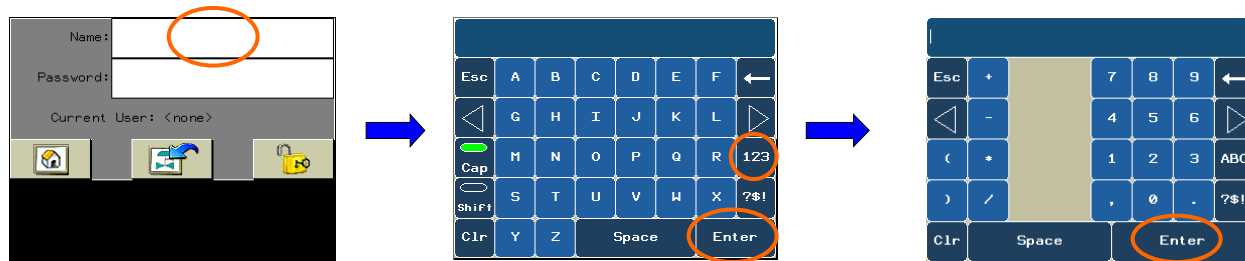 Name:
Password:
Current User: <none>
Esc A B C D E F
G H I J K L
Cap M N O P Q R 123
Shift S T U V W X ?$!
Clr Y Z Space Enter
Esc + 7 8 9
- 4 5 6
( * 1 2 3 ABC
) / , 0 . ?$!
Clr Space Enter